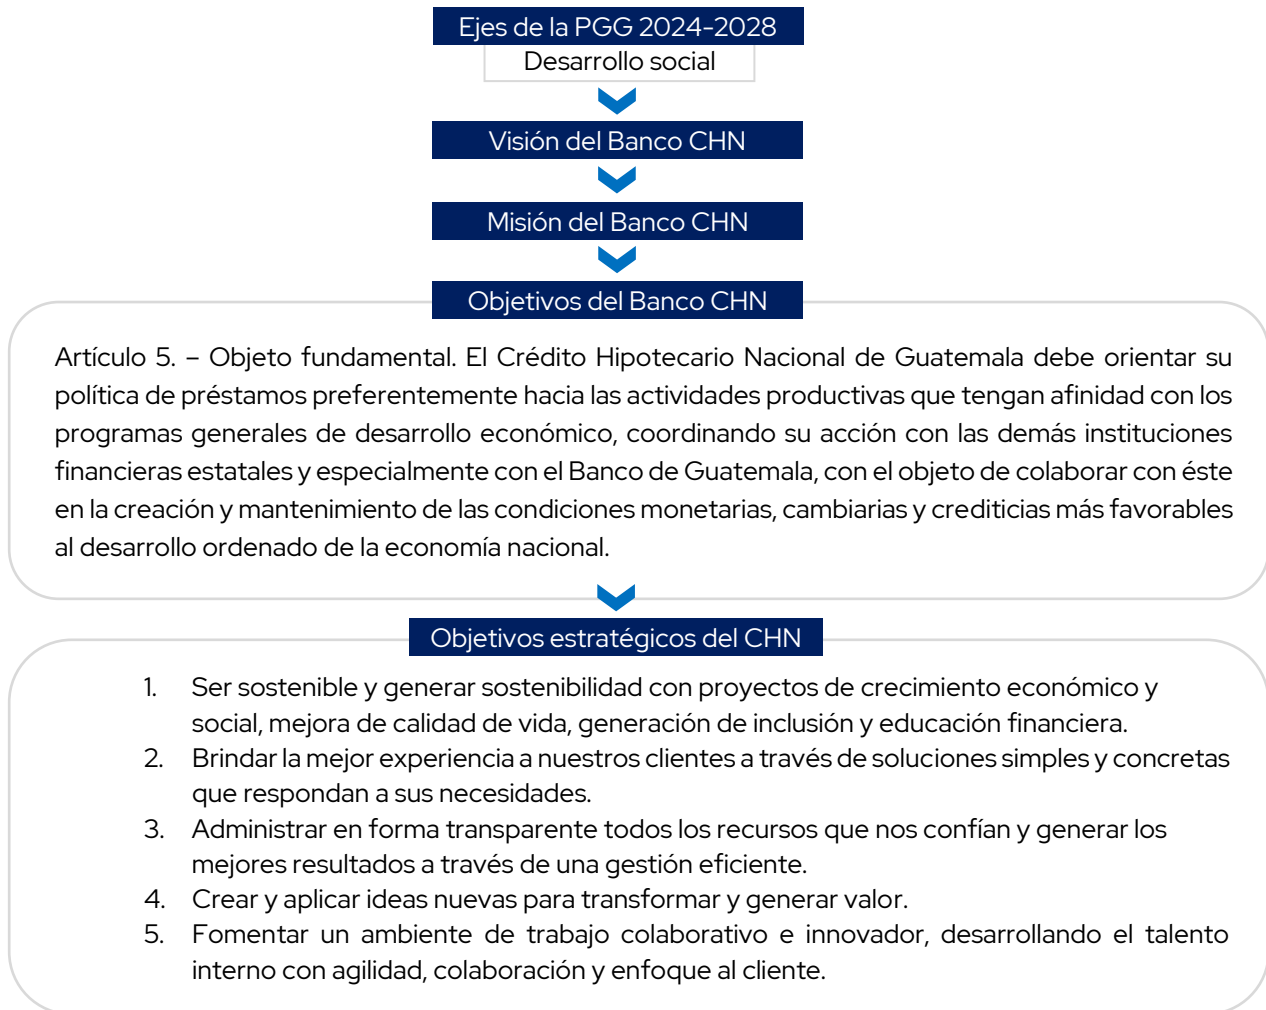 Ejes de la PGG 2024-2028
Desarrollo social
Visión del Banco CHN
Misión del Banco CHN
Objetivos del Banco CHN
Artículo 5. – Objeto fundamental. El Crédito Hipotecario Nacional de Guatemala debe orientar su
política de préstamos preferentemente hacia las actividades productivas que tengan afinidad con los
programas generales de desarrollo económico, coordinando su acción con las demás instituciones
financieras estatales y especialmente con el Banco de Guatemala, con el objeto de colaborar con éste
en la creación y mantenimiento de las condiciones monetarias, cambiarias y crediticias más favorables
al desarrollo ordenado de la economía nacional.
Objetivos estratégicos del CHN
1. Ser sostenible y generar sostenibilidad con proyectos de crecimiento económico y
social, mejora de calidad de vida, generación de inclusión y educación financiera.
2. Brindar la mejor experiencia a nuestros clientes a través de soluciones simples y concretas
que respondan a sus necesidades.
3. Administrar en forma transparente todos los recursos que nos confían y generar los
mejores resultados a través de una gestión eficiente.
4. Crear y aplicar ideas nuevas para transformar y generar valor.
5. Fomentar un ambiente de trabajo colaborativo e innovador, desarrollando el talento
interno con agilidad, colaboración y enfoque al cliente.